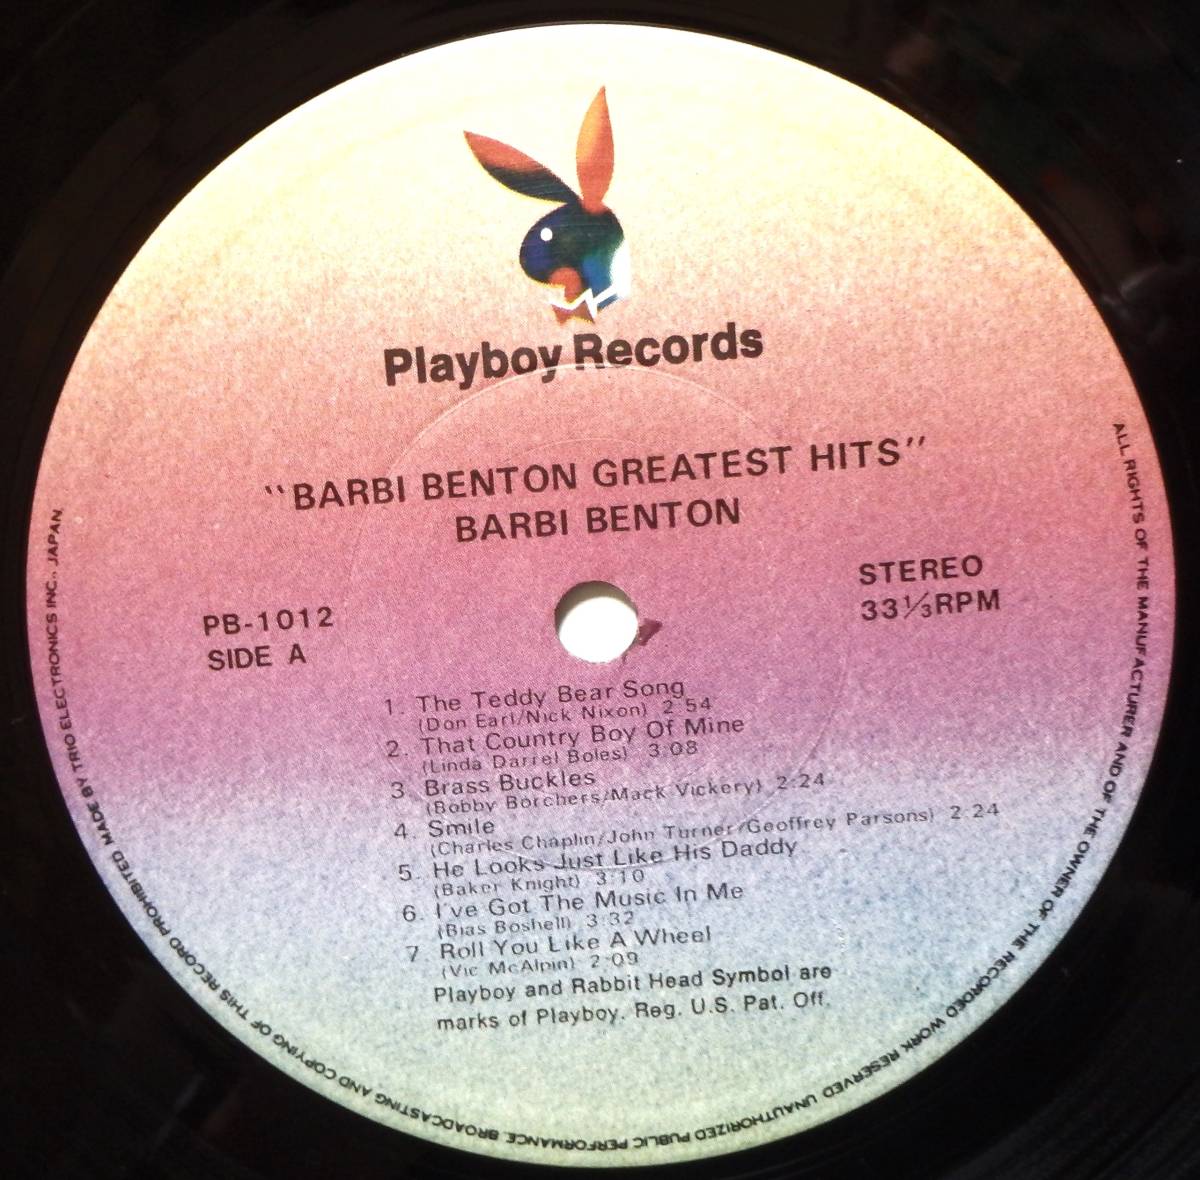 Playboy Records
"BARBI BENTON GREATEST HITS"
BARBI BENTON
PB-1012
SIDE A
STEREO
33⅓RPM
1. The Teddy Bear Song
(Don Earl/Nick Nixon) 2:54
2. That Country Boy Of Mine
(Linda Darrel Boles) 3:08
3. Brass Buckles
(Bobby Borchers/Mack Vickery) 2:24
4. Smile
(Charles Chaplin/John Turner/Geoffrey Parsons) 2:24
5. He Looks Just Like His Daddy
(Baker Knight) 3:10
6. I've Got The Music In Me
(Bias Boshell) 3:32
7. Roll You Like A Wheel
(Vic McAlpin) 2:09
Playboy and Rabbit Head Symbol are
marks of Playboy. Reg. U.S. Pat. Off.
ALL RIGHTS OF THE MANUFACTURER AND OF THE OWNER OF THE RECORDED WORK RESERVED UNAUTHORIZED PUBLIC PERFORMANCE BROADCASTING AND COPYING OF THIS RECORD PROHIBITED MADE BY TRIO ELECTRONICS INC., JAPAN